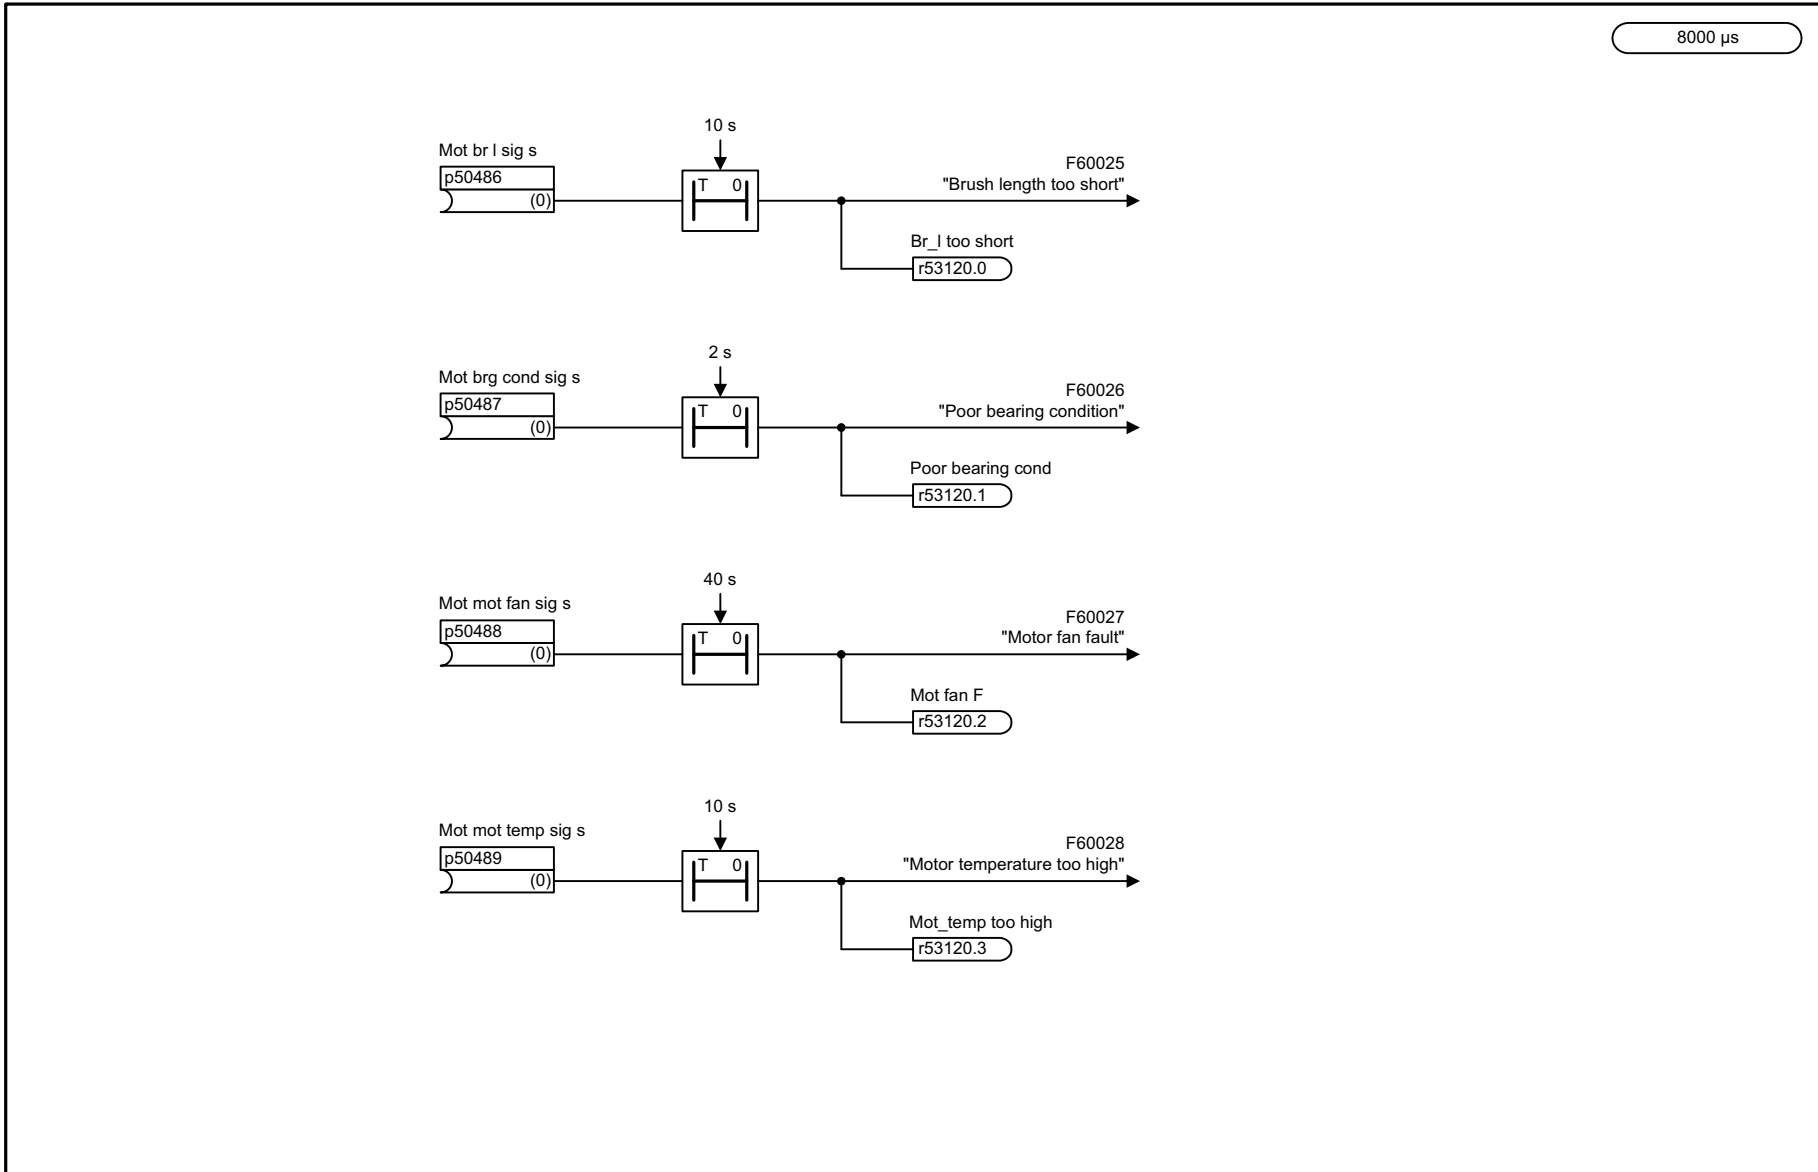 8000 µs
10 s
Mot br l sig s
p50486
(0)
T 0
F60025
"Brush length too short"
Br_l too short
r53120.0
2 s
Mot brg cond sig s
p50487
(0)
T 0
F60026
"Poor bearing condition"
Poor bearing cond
r53120.1
40 s
Mot mot fan sig s
p50488
(0)
T 0
F60027
"Motor fan fault"
Mot fan F
r53120.2
10 s
Mot mot temp sig s
p50489
(0)
T 0
F60028
"Motor temperature too high"
Mot_temp too high
r53120.3